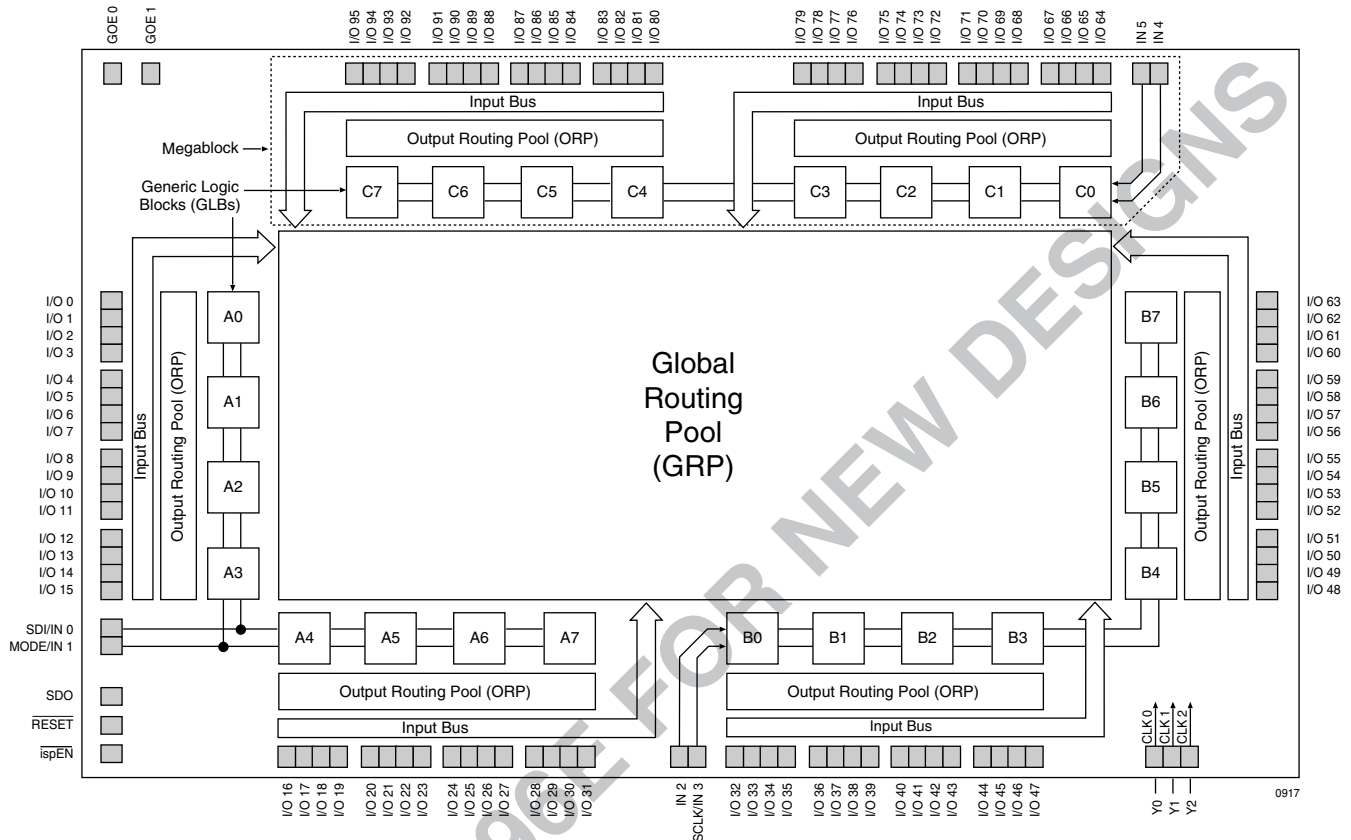 GOE 0
GOE 1
I/O 95
I/O 94
I/O 93
I/O 92
I/O 91
I/O 90
I/O 89
I/O 88
I/O 87
I/O 86
I/O 85
I/O 84
I/O 83
I/O 82
I/O 81
I/O 80
I/O 79
I/O 78
I/O 77
I/O 76
I/O 75
I/O 74
I/O 73
I/O 72
I/O 71
I/O 70
I/O 69
I/O 68
I/O 67
I/O 66
I/O 65
I/O 64
IN 5
IN 4
Input Bus
Input Bus
Output Routing Pool (ORP)
Output Routing Pool (ORP)
Megablock
Generic Logic
Blocks (GLBs)
C7
C6
C5
C4
C3
C2
C1
C0
I/O 0
I/O 1
I/O 2
I/O 3
I/O 4
I/O 5
I/O 6
I/O 7
I/O 8
I/O 9
I/O 10
I/O 11
I/O 12
I/O 13
I/O 14
I/O 15
Input Bus
Output Routing Pool (ORP)
A0
A1
A2
A3
Global
Routing
Pool
(GRP)
B7
B6
B5
B4
Output Routing Pool (ORP)
Input Bus
I/O 63
I/O 62
I/O 61
I/O 60
I/O 59
I/O 58
I/O 57
I/O 56
I/O 55
I/O 54
I/O 53
I/O 52
I/O 51
I/O 50
I/O 49
I/O 48
SDI/IN 0
MODE/IN 1
A4
A5
A6
A7
B0
B1
B2
B3
Output Routing Pool (ORP)
Output Routing Pool (ORP)
Input Bus
Input Bus
SDO
RESET
ispEN
CLK 0
CLK 1
CLK 2
I/O 16
I/O 17
I/O 18
I/O 19
I/O 20
I/O 21
I/O 22
I/O 23
I/O 24
I/O 25
I/O 26
I/O 27
I/O 28
I/O 29
I/O 30
I/O 31
IN 2
SCLK/IN 3
I/O 32
I/O 33
I/O 34
I/O 35
I/O 36
I/O 37
I/O 38
I/O 39
I/O 40
I/O 41
I/O 42
I/O 43
I/O 44
I/O 45
I/O 46
I/O 47
Y0
Y1
Y2
0917
96E FOR NEW DESIGNS